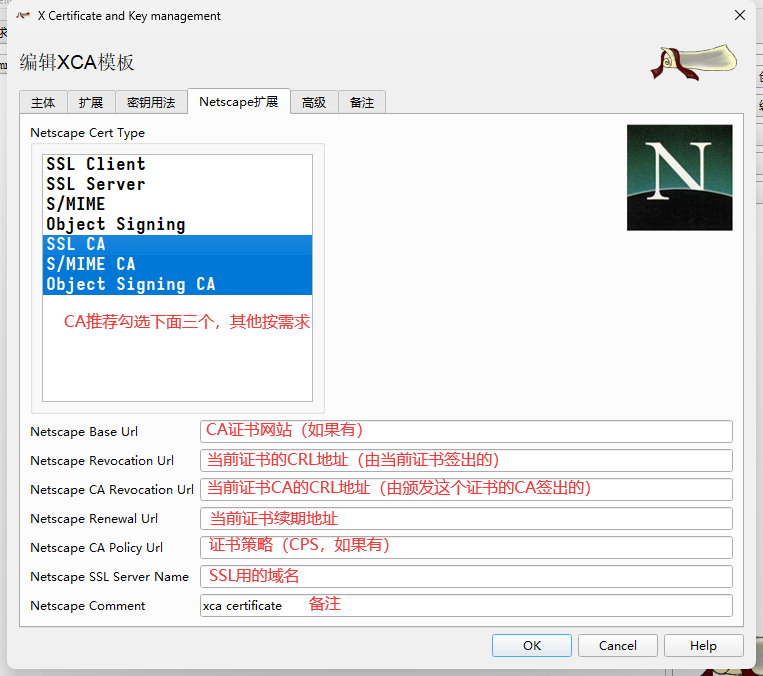 X Certificate and Key management
编辑XCA模板
主体 扩展 密钥用法 Netscape扩展 高级 备注
Netscape Cert Type
N
SSL Client
SSL Server
S/MIME
Object Signing
SSL CA
S/MIME CA
Object Signing CA
CA推荐勾选下面三个，其他按需求
Netscape Base Url CA证书网站（如果有）
Netscape Revocation Url 当前证书的CRL地址（由当前证书签出的）
Netscape CA Revocation Url 当前证书CA的CRL地址（由颁发这个证书的CA签出的）
Netscape Renewal Url 当前证书续期地址
Netscape CA Policy Url 证书策略（CPS，如果有）
Netscape SSL Server Name SSL用的域名
Netscape Comment xca certificate 备注
OK Cancel Help